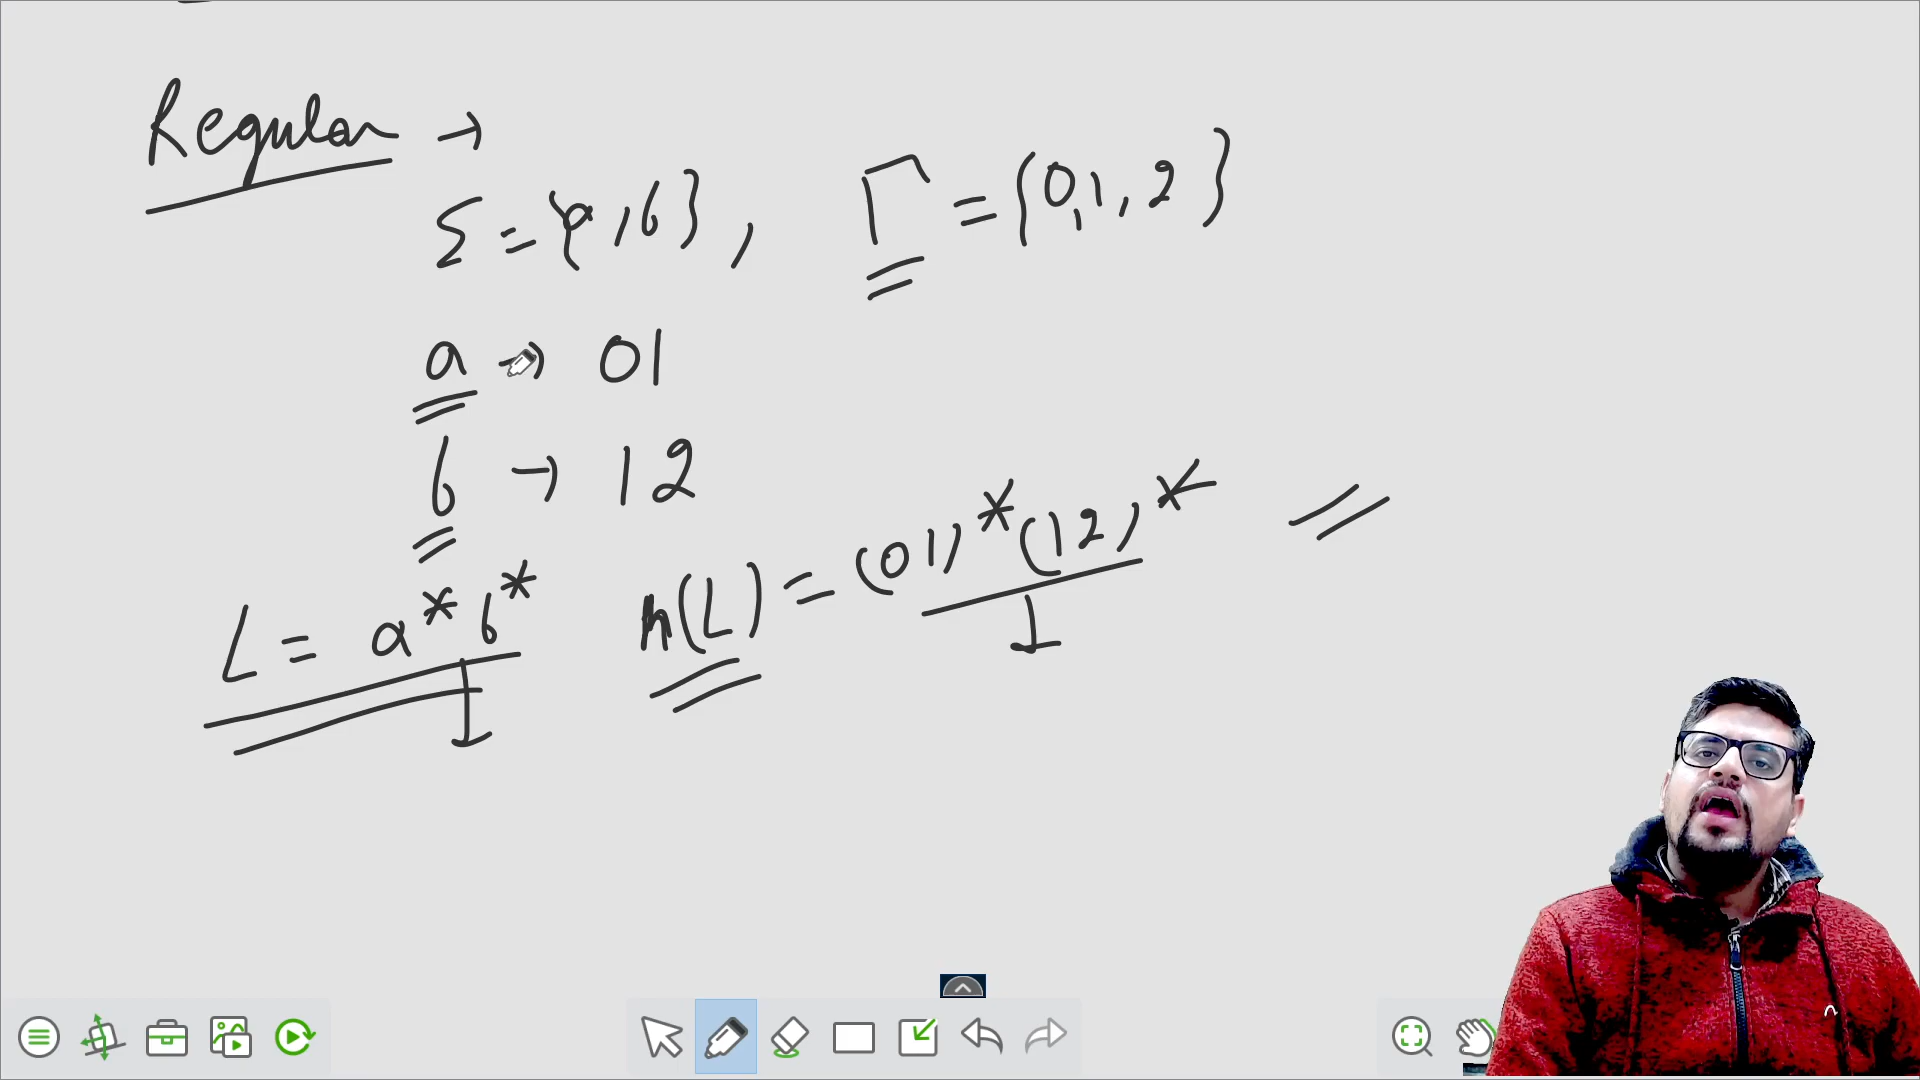 Regular →
Σ = {a, b}, Γ = {0, 1, 2}
a → 01
b → 12
L = a*b* h(L) = (01)*(12)*